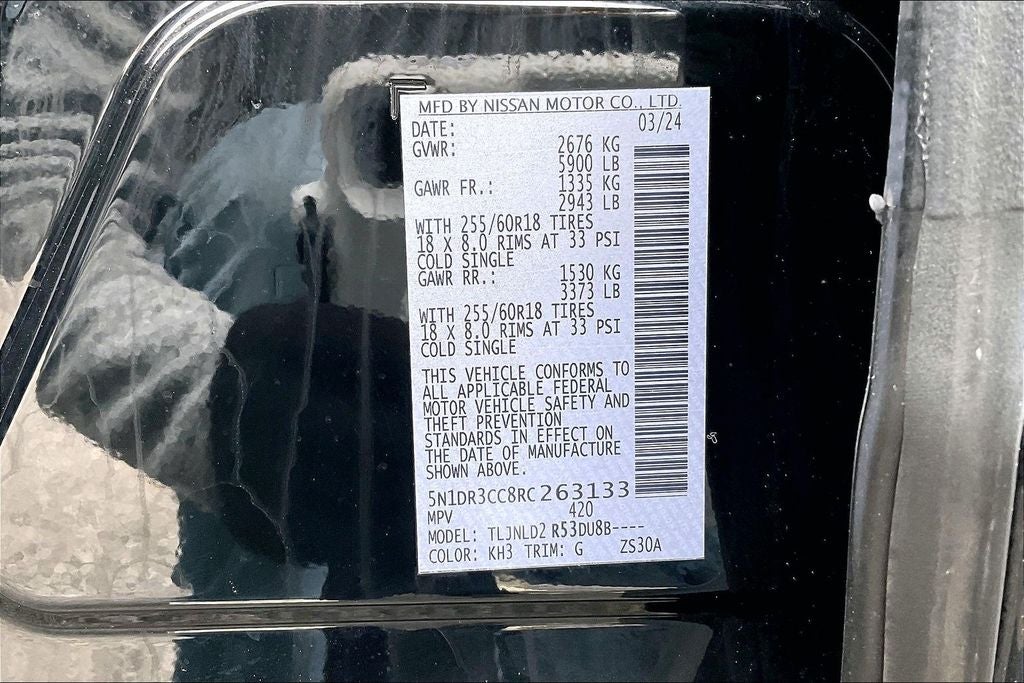 MFD BY NISSAN MOTOR CO., LTD.
DATE: 03/24
GVWR: 2676 KG
5900 LB
GAWR FR.: 1335 KG
2943 LB
WITH 255/60R18 TIRES
18 X 8.0 RIMS AT 33 PSI
COLD SINGLE
GAWR RR.: 1530 KG
3373 LB
WITH 255/60R18 TIRES
18 X 8.0 RIMS AT 33 PSI
COLD SINGLE
THIS VEHICLE CONFORMS TO
ALL APPLICABLE FEDERAL
MOTOR VEHICLE SAFETY AND
THEFT PREVENTION
STANDARDS IN EFFECT ON
THE DATE OF MANUFACTURE
SHOWN ABOVE.
5N1DR3CC8RC263133
MPV 420
MODEL: TLJNLD2 R53DU8B----
COLOR: KH3 TRIM: G ZS30A